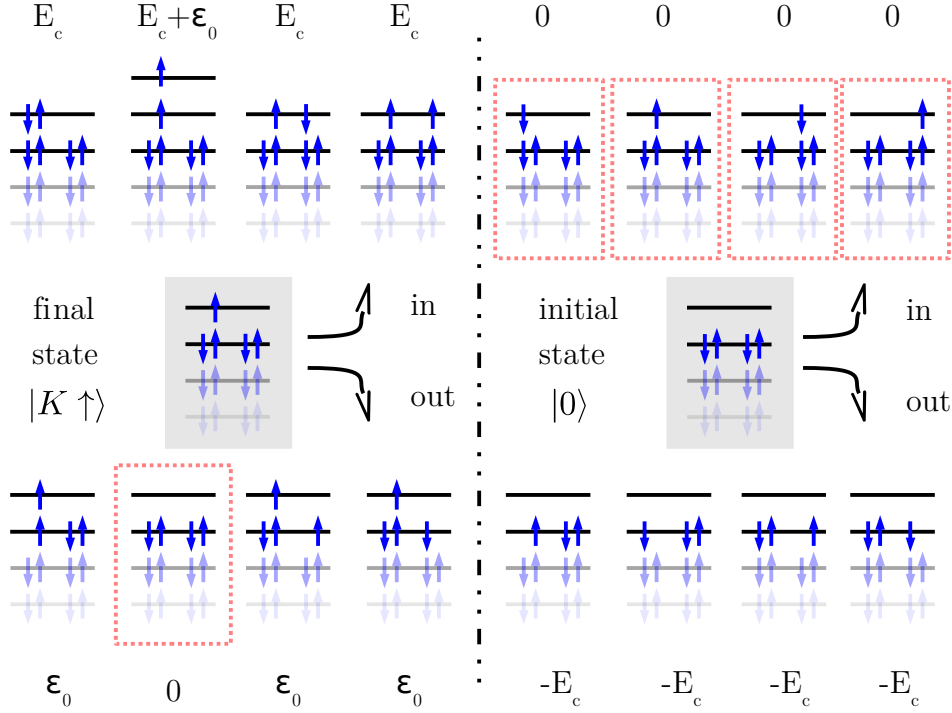 E_c E_c+ε_0 E_c E_c 0 0 0 0
final
state
|K ↑⟩
in
out
initial
state
|0⟩
in
out
ε_0 0 ε_0 ε_0 -E_c -E_c -E_c -E_c